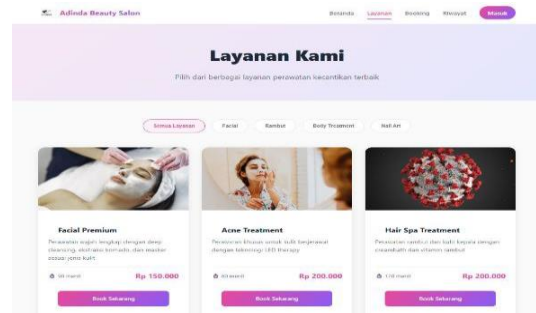 Adinda Beauty Salon
Beranda Layanan Booking Riwayat Masuk
Layanan Kami
Pilih dari berbagai layanan perawatan kecantikan terbaik
Semua Layanan Facial Rambut Body Treatment Nail Art
Facial Premium
Perawatan wajah lengkap dengan deep
cleansing, ekstraksi komedo, dan masker
sesuai jenis kulit
menit
Rp 150.000
Book Sekarang
Acne Treatment
Perawatan khusus untuk kulit berjerawat
dengan teknologi LED therapy
menit
Rp 200.000
Book Sekarang
Hair Spa Treatment
Perawatan rambut dan kulit kepala dengan
creambath dan vitamin rambut
menit
Rp 200.000
Book Sekarang